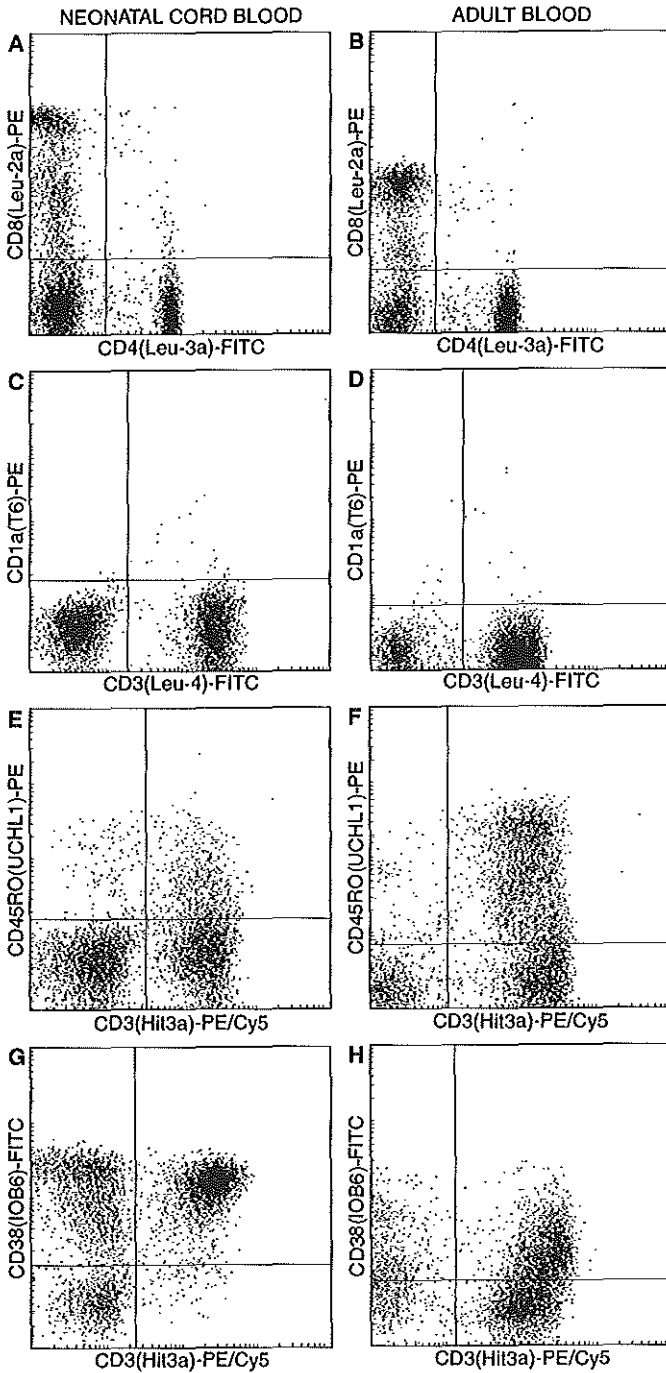 NEONATAL CORD BLOOD
ADULT BLOOD
A
CD8(Leu-2a)-PE
CD4(Leu-3a)-FITC
B
CD8(Leu-2a)-PE
CD4(Leu-3a)-FITC
C
CD1a(T6)-PE
CD3(Leu-4)-FITC
D
CD1a(T6)-PE
CD3(Leu-4)-FITC
E
CD45RO(UCHL1)-PE
CD3(Hit3a)-PE/Cy5
F
CD45RO(UCHL1)-PE
CD3(Hit3a)-PE/Cy5
G
CD38(IOB6)-FITC
CD3(Hit3a)-PE/Cy5
H
CD38(IOB6)-FITC
CD3(Hit3a)-PE/Cy5